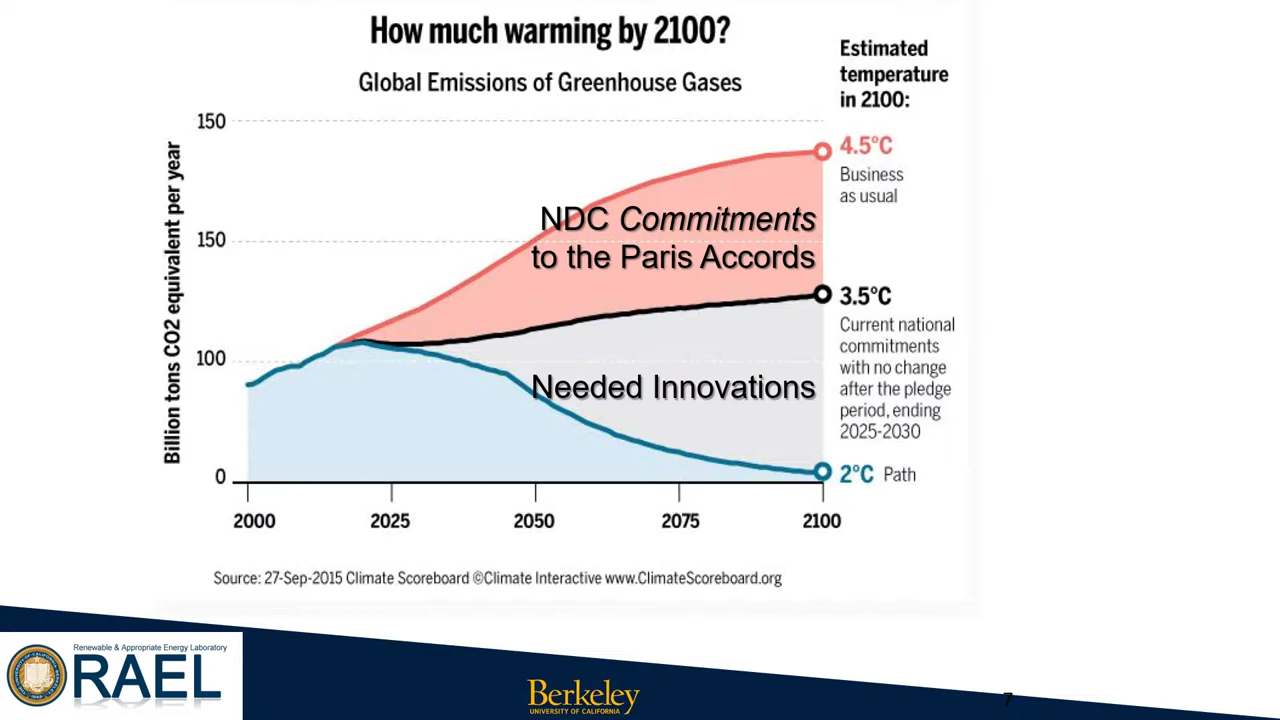 How much warming by 2100?
Global Emissions of Greenhouse Gases
Estimated
temperature
in 2100:
Billion tons CO2 equivalent per year
150
150
100
0
2000
2025
2050
2075
2100
NDC Commitments
to the Paris Accords
Needed Innovations
4.5°C
Business
as usual
3.5°C
Current national
commitments
with no change
after the pledge
period, ending
2025-2030
2°C Path
Source: 27-Sep-2015 Climate Scoreboard ©Climate Interactive www.ClimateScoreboard.org
Renewable & Appropriate Energy Laboratory
RAEL
Berkeley
UNIVERSITY OF CALIFORNIA
7